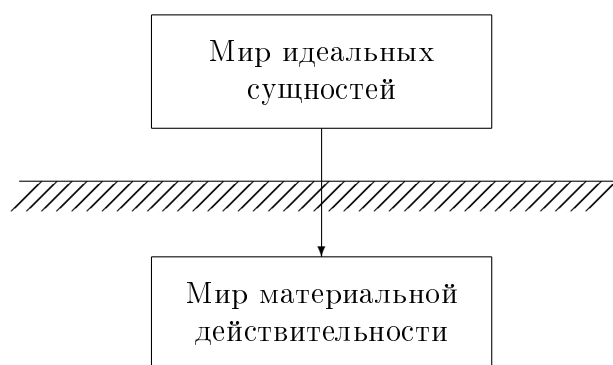 Мир идеальных
сущностей
Мир материальной
действительности